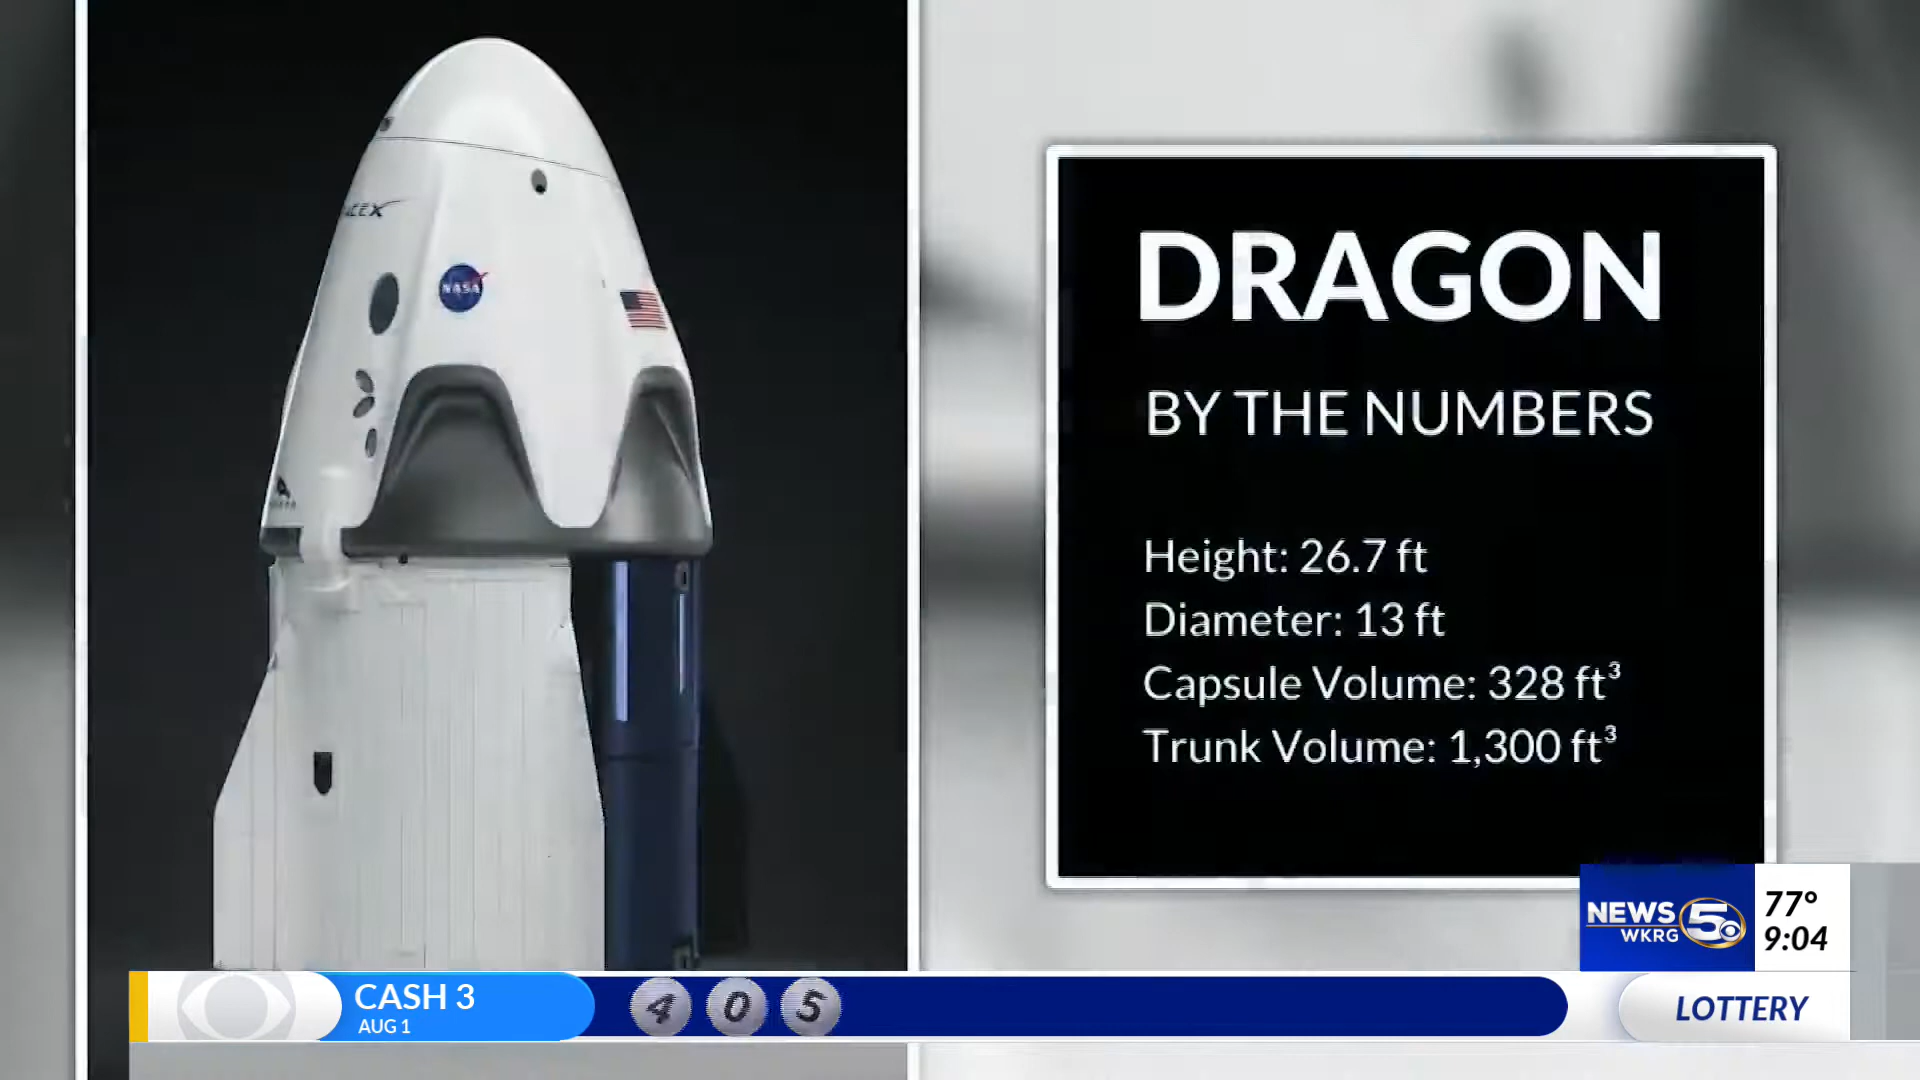 NASA
DRAGON
BY THE NUMBERS
Height: 26.7 ft
Diameter: 13 ft
Capsule Volume: 328 ft³
Trunk Volume: 1,300 ft³
NEWS 5
WKRG
77°
9:04
CASH 3
AUG 1
4 0 5
LOTTERY